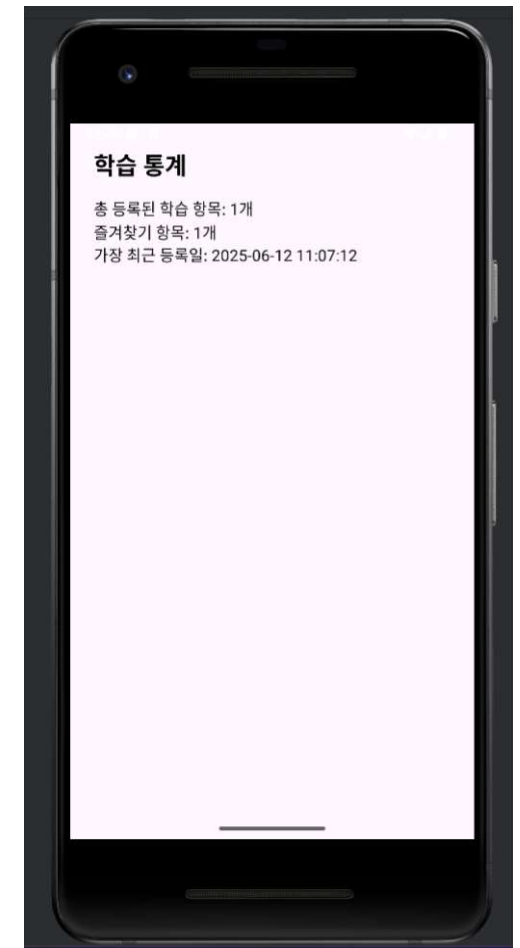 학습 통계
총 등록된 학습 항목: 1개
즐겨찾기 항목: 1개
가장 최근 등록일: 2025-06-12 11:07:12